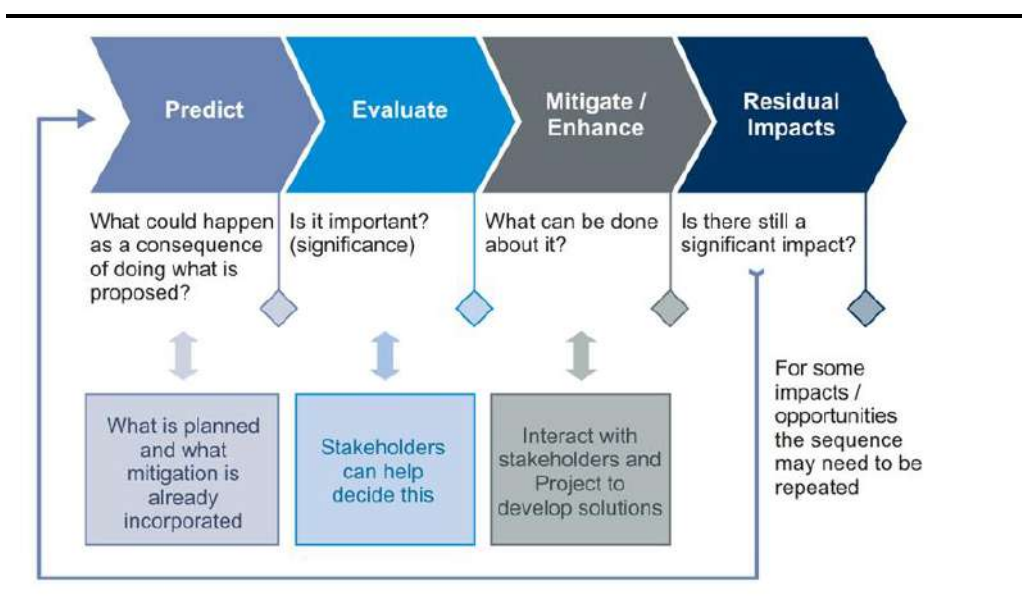 Predict
Evaluate
Mitigate /
Enhance
Residual
Impacts
What could happen
as a consequence
of doing what is
proposed?
Is it important?
(significance)
What can be done
about it?
Is there still a
significant impact?
What is planned
and what
mitigation is
already
incorporated
Stakeholders
can help
decide this
Interact with
stakeholders and
Project to
develop solutions
For some
impacts /
opportunities
the sequence
may need to be
repeated